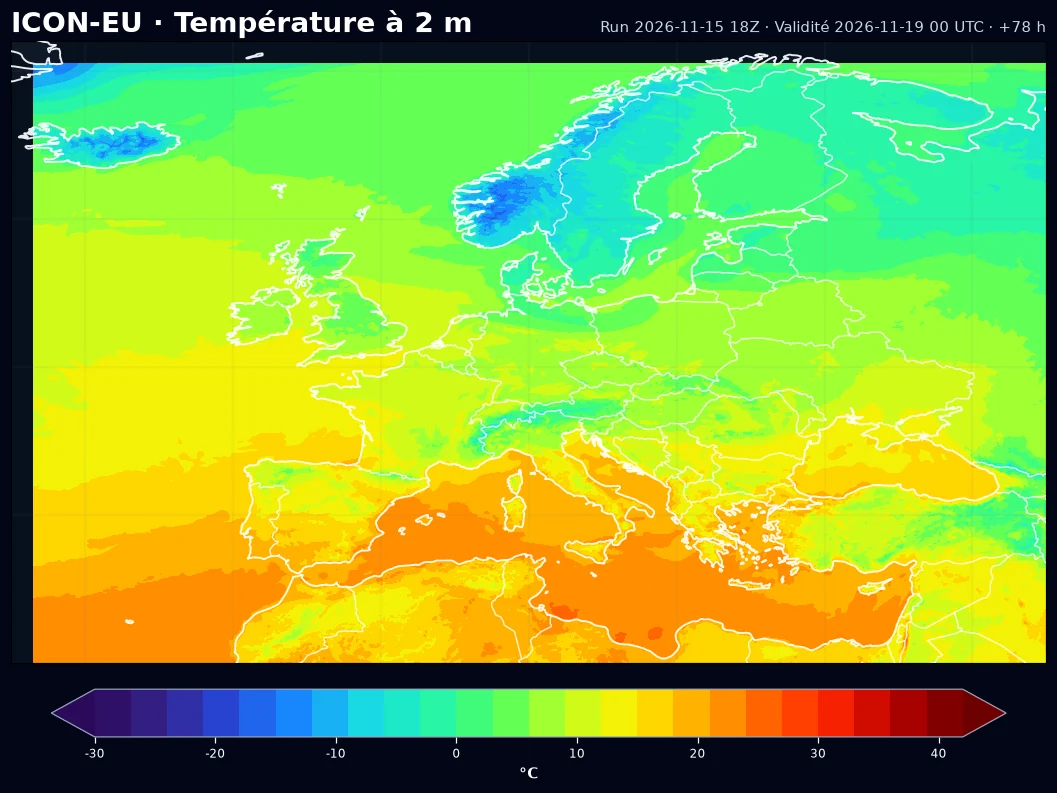 ICON-EU · Température à 2 m
Run 2026-11-15 18Z · Validité 2026-11-19 00 UTC · +78 h
-30 -20 -10 0 10 20 30 40
°C